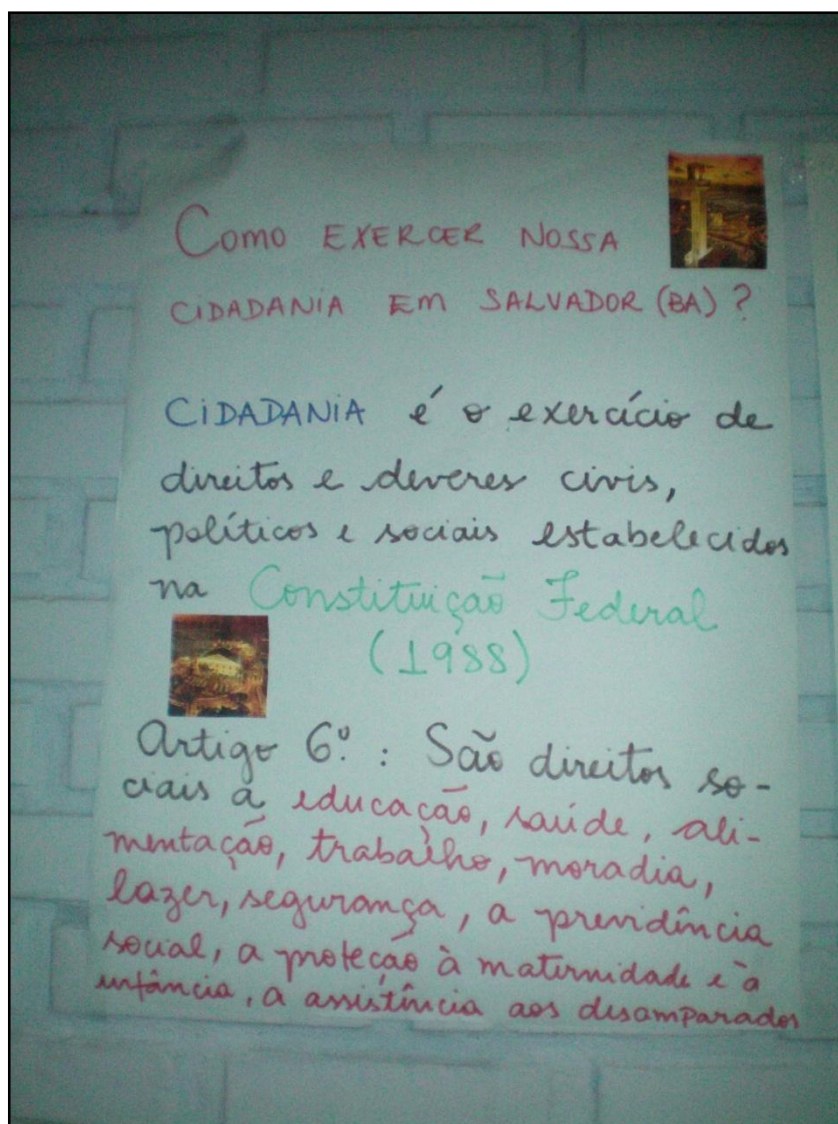 COMO EXERCER NOSSA
CIDADANIA EM SALVADOR (BA) ?
CIDADANIA é o exercício de
direitos e deveres civis,
políticos e sociais estabelecidos
na Constituição Federal
(1988)
Artigo 6º : São direitos so-
ciais a educação, saúde, ali-
mentação, trabalho, moradia,
lazer, segurança, a previdência
social, a proteção à maternidade e à
infância, a assistência aos desamparados